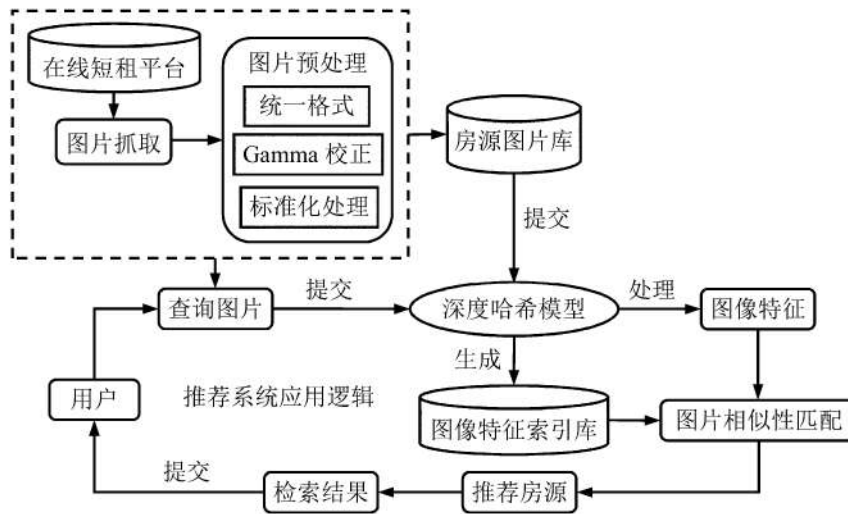 在线短租平台
图片抓取
图片预处理
统一格式
Gamma 校正
标准化处理
房源图片库
提交
查询图片
提交
深度哈希模型
处理
图像特征
生成
用户
推荐系统应用逻辑
图像特征索引库
图片相似性匹配
提交
检索结果
推荐房源